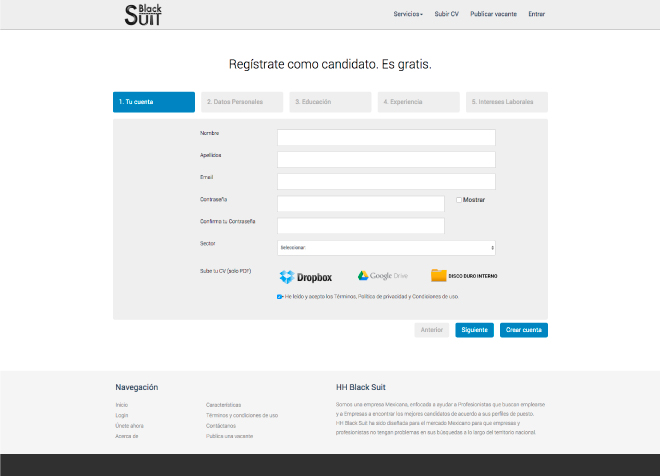 Black
SUIT
Servicios
Subir CV
Publicar vacante
Entrar
Regístrate como candidato. Es gratis.
1. Tu cuenta
2. Datos Personales
3. Educación
4. Experiencia
5. Intereses Laborales
Nombre
Apellidos
Email
Contraseña
Mostrar
Confirma tu Contraseña
Sector
Seleccionar
Sube tu CV (solo PDF)
Dropbox
Google Drive
DISCO DURO INTERNO
He leído y acepto los Términos, Política de privacidad y Condiciones de uso.
Anterior
Siguiente
Crear cuenta
Navegación
Inicio
Login
Únete ahora
Acerca de
Características
Términos y condiciones de uso
Contáctanos
Publica una vacante
HH Black Suit
Somos una empresa Mexicana, enfocada a ayudar a Profesionistas que buscan emplearse
y a Empresas a encontrar los mejores candidatos de acuerdo a sus perfiles de puesto.
HH Black Suit ha sido diseñada para el mercado Mexicano para que empresas y
profesionistas no tengan problemas en sus búsquedas a lo largo del territorio nacional.